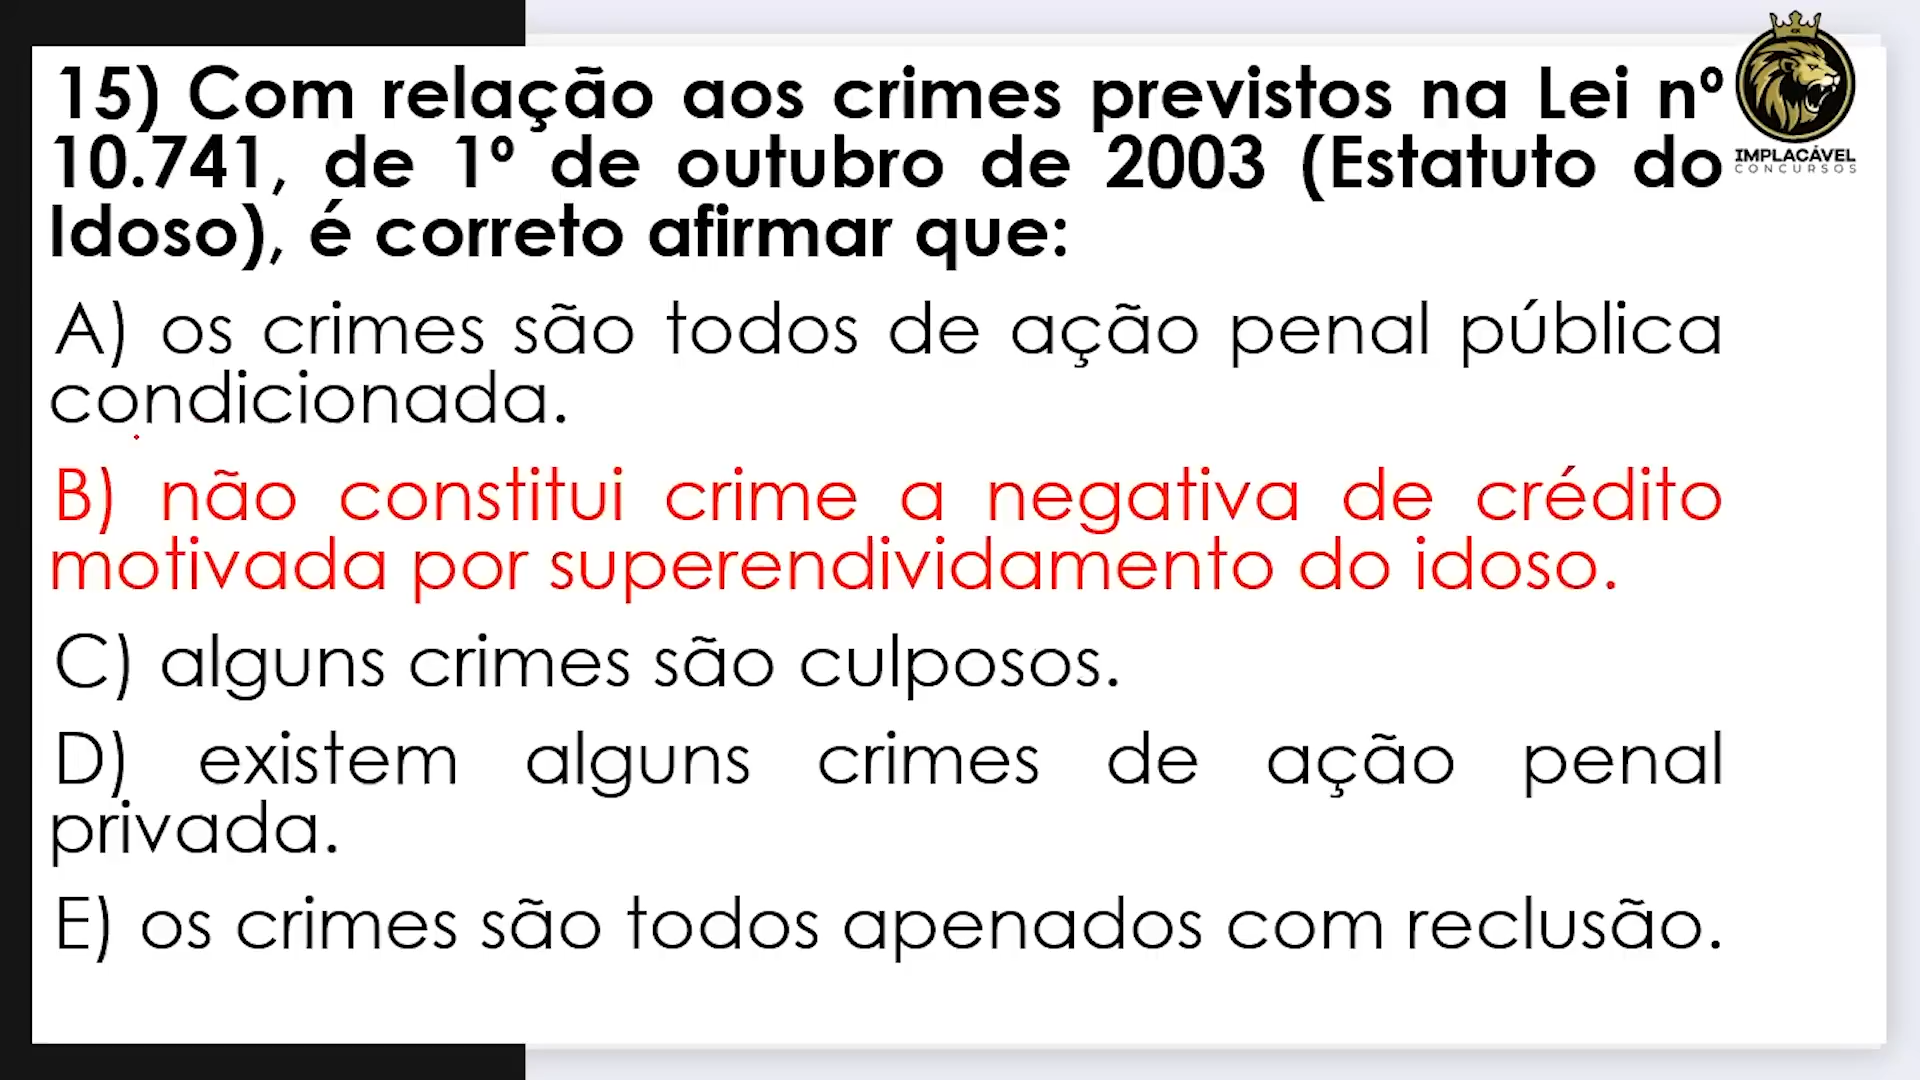 15) Com relação aos crimes previstos na Lei nº
10.741, de 1º de outubro de 2003 (Estatuto do
Idoso), é correto afirmar que:
A) os crimes são todos de ação penal pública
condicionada.
B) não constitui crime a negativa de crédito
motivada por superendividamento do idoso.
C) alguns crimes são culposos.
D) existem alguns crimes de ação penal
privada.
E) os crimes são todos apenados com reclusão.
IMPLACÁVEL
CONCURSOS